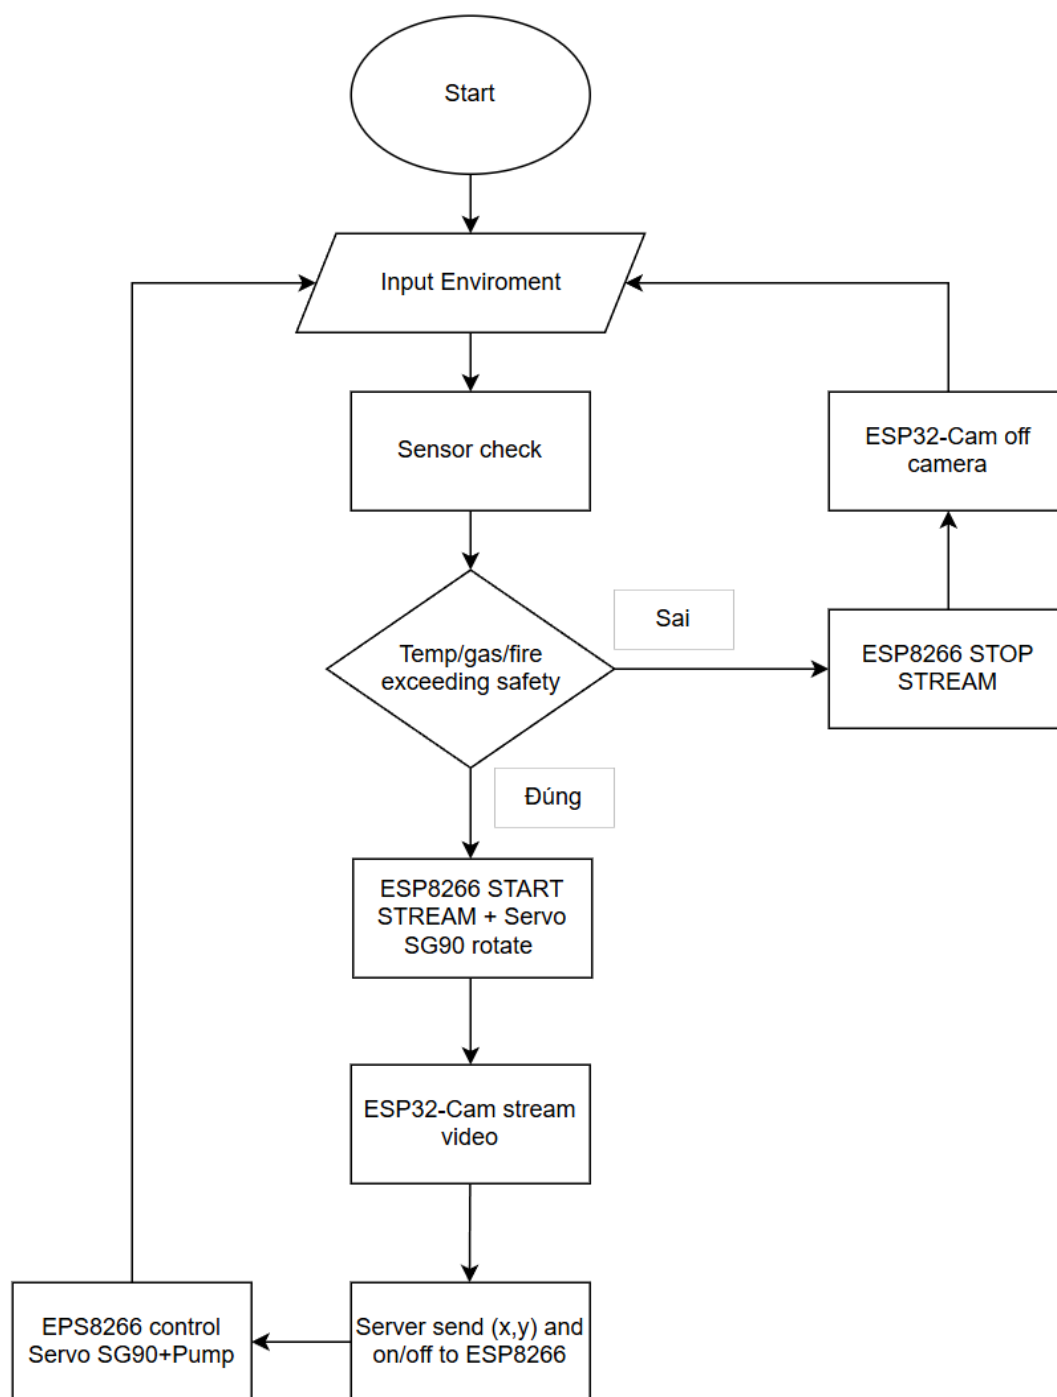 Start
Input Enviroment
Sensor check
ESP32-Cam off
camera
Temp/gas/fire
exceeding safety
Sai
ESP8266 STOP
STREAM
Đúng
ESP8266 START
STREAM + Servo
SG90 rotate
ESP32-Cam stream
video
Server send (x,y) and
on/off to ESP8266
EPS8266 control
Servo SG90+Pump